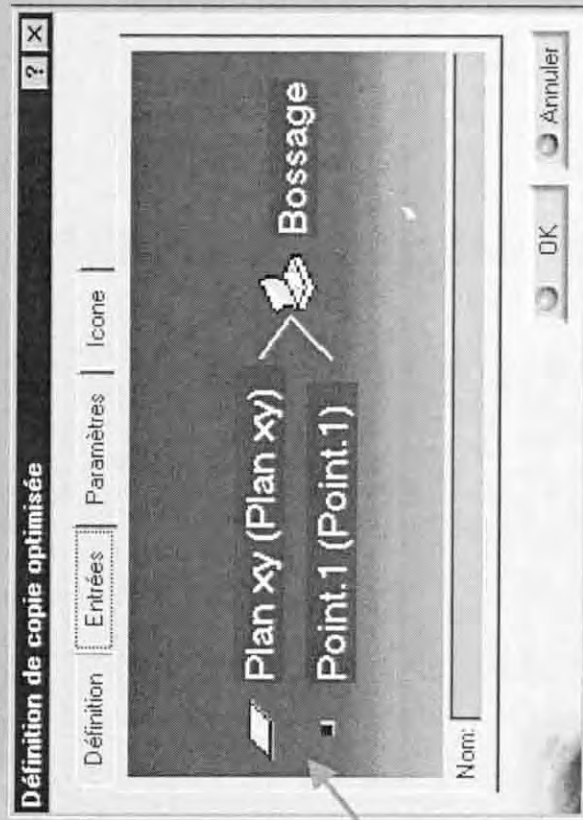 Définition de copie optimisée
? X
Définition Entrées Paramètres Icone
Plan xy (Plan xy)
Point.1 (Point.1)
Bossage
Nom:
OK Annuler